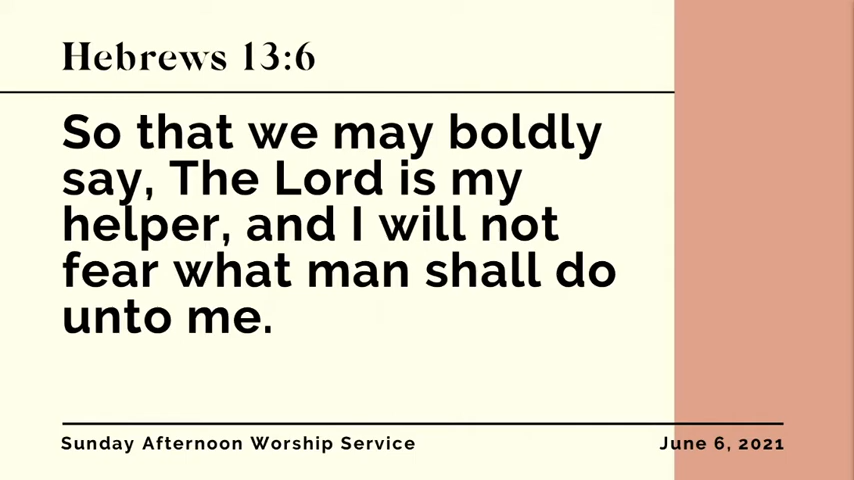 Hebrews 13:6
So that we may boldly
say, The Lord is my
helper, and I will not
fear what man shall do
unto me.
Sunday Afternoon Worship Service
June 6, 2021